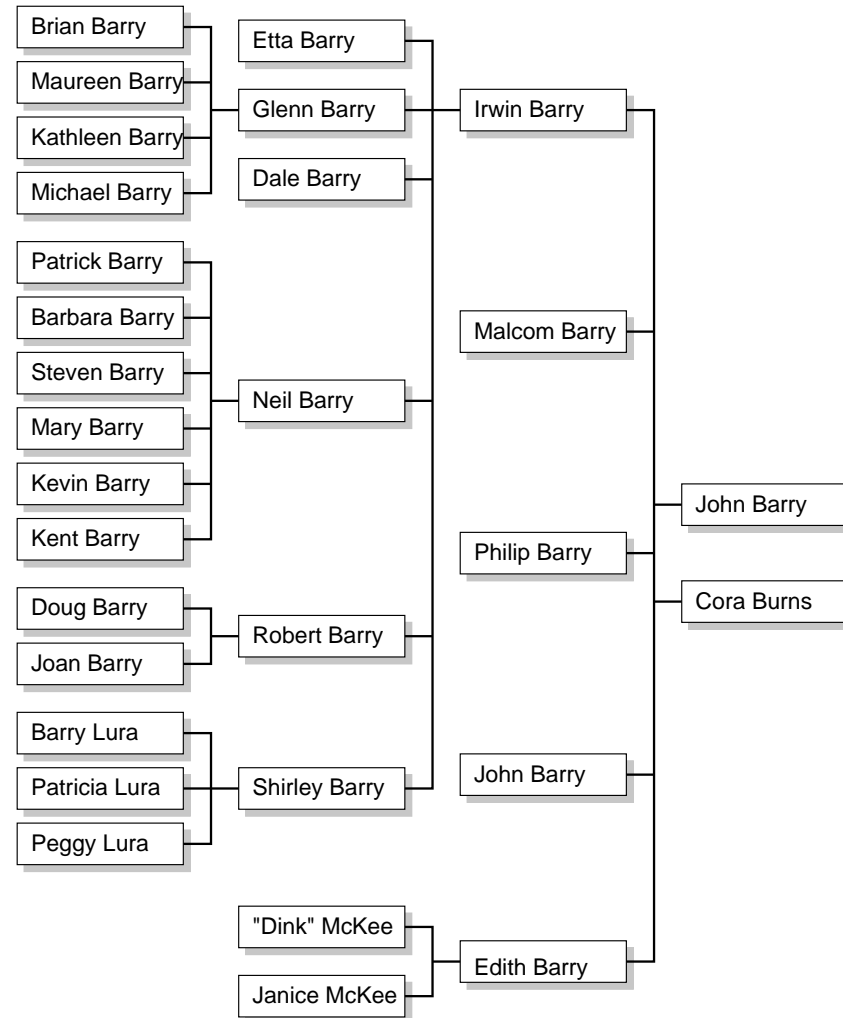 Brian Barry
Maureen Barry
Kathleen Barry
Michael Barry
Patrick Barry
Barbara Barry
Steven Barry
Mary Barry
Kevin Barry
Kent Barry
Doug Barry
Joan Barry
Barry Lura
Patricia Lura
Peggy Lura
Etta Barry
Glenn Barry
Dale Barry
Neil Barry
Robert Barry
Shirley Barry
"Dink" McKee
Janice McKee
Irwin Barry
Malcom Barry
Philip Barry
John Barry
Edith Barry
John Barry
Cora Burns